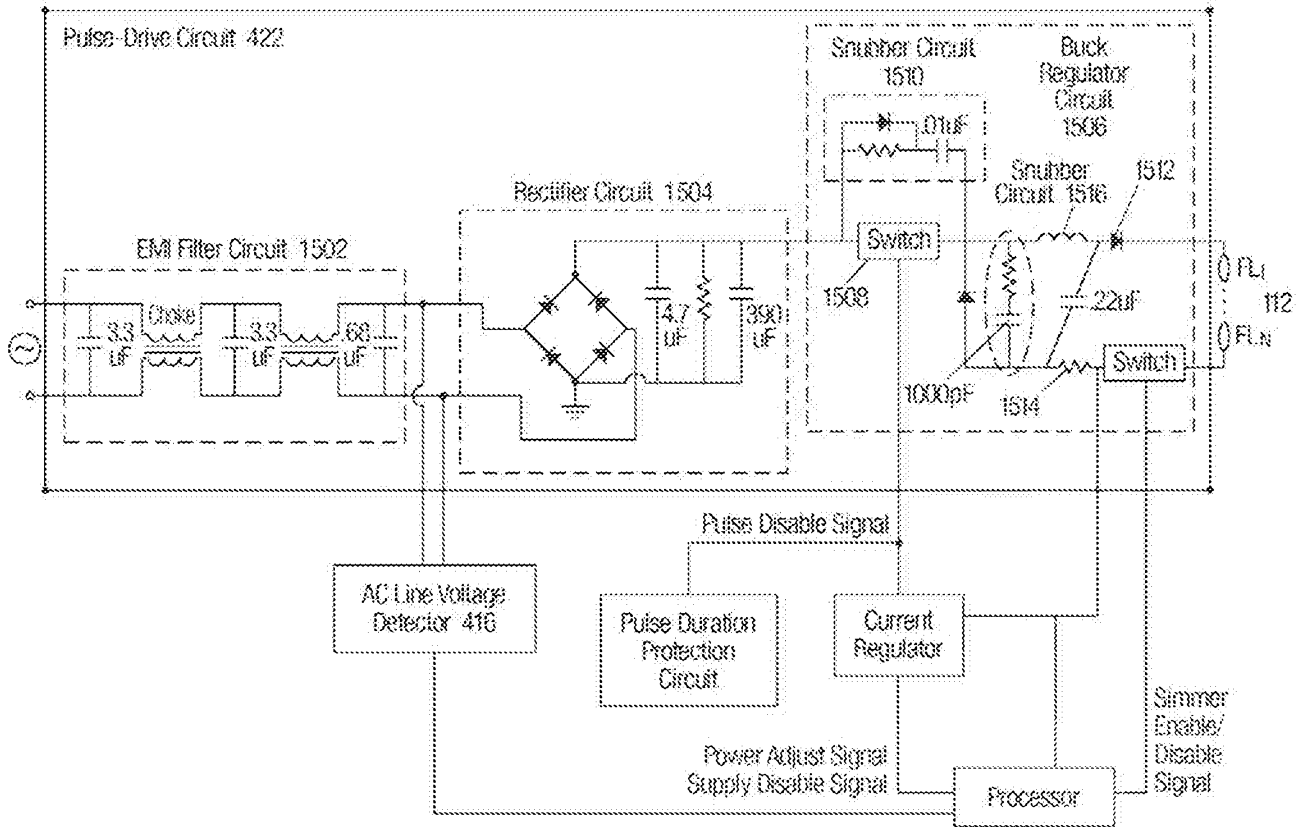 Pulse-Drive Circuit 422
Snubber Circuit
1510
Buck
Regulator
Circuit
1506
.01uF
Snubber
Circuit 1516
1512
Rectifier Circuit 1504
EMI Filter Circuit 1502
Switch
1508
Choke
3.3
uF
3.3
uF
.68
uF
4.7
uF
390
uF
.22uF
FL1
112
FLN
Switch
1000pF
1514
Pulse Disable Signal
AC Line Voltage
Detector 416
Pulse Duration
Protection
Circuit
Current
Regulator
Simmer
Enable/
Disable
Signal
Power Adjust Signal
Supply Disable Signal
Processor